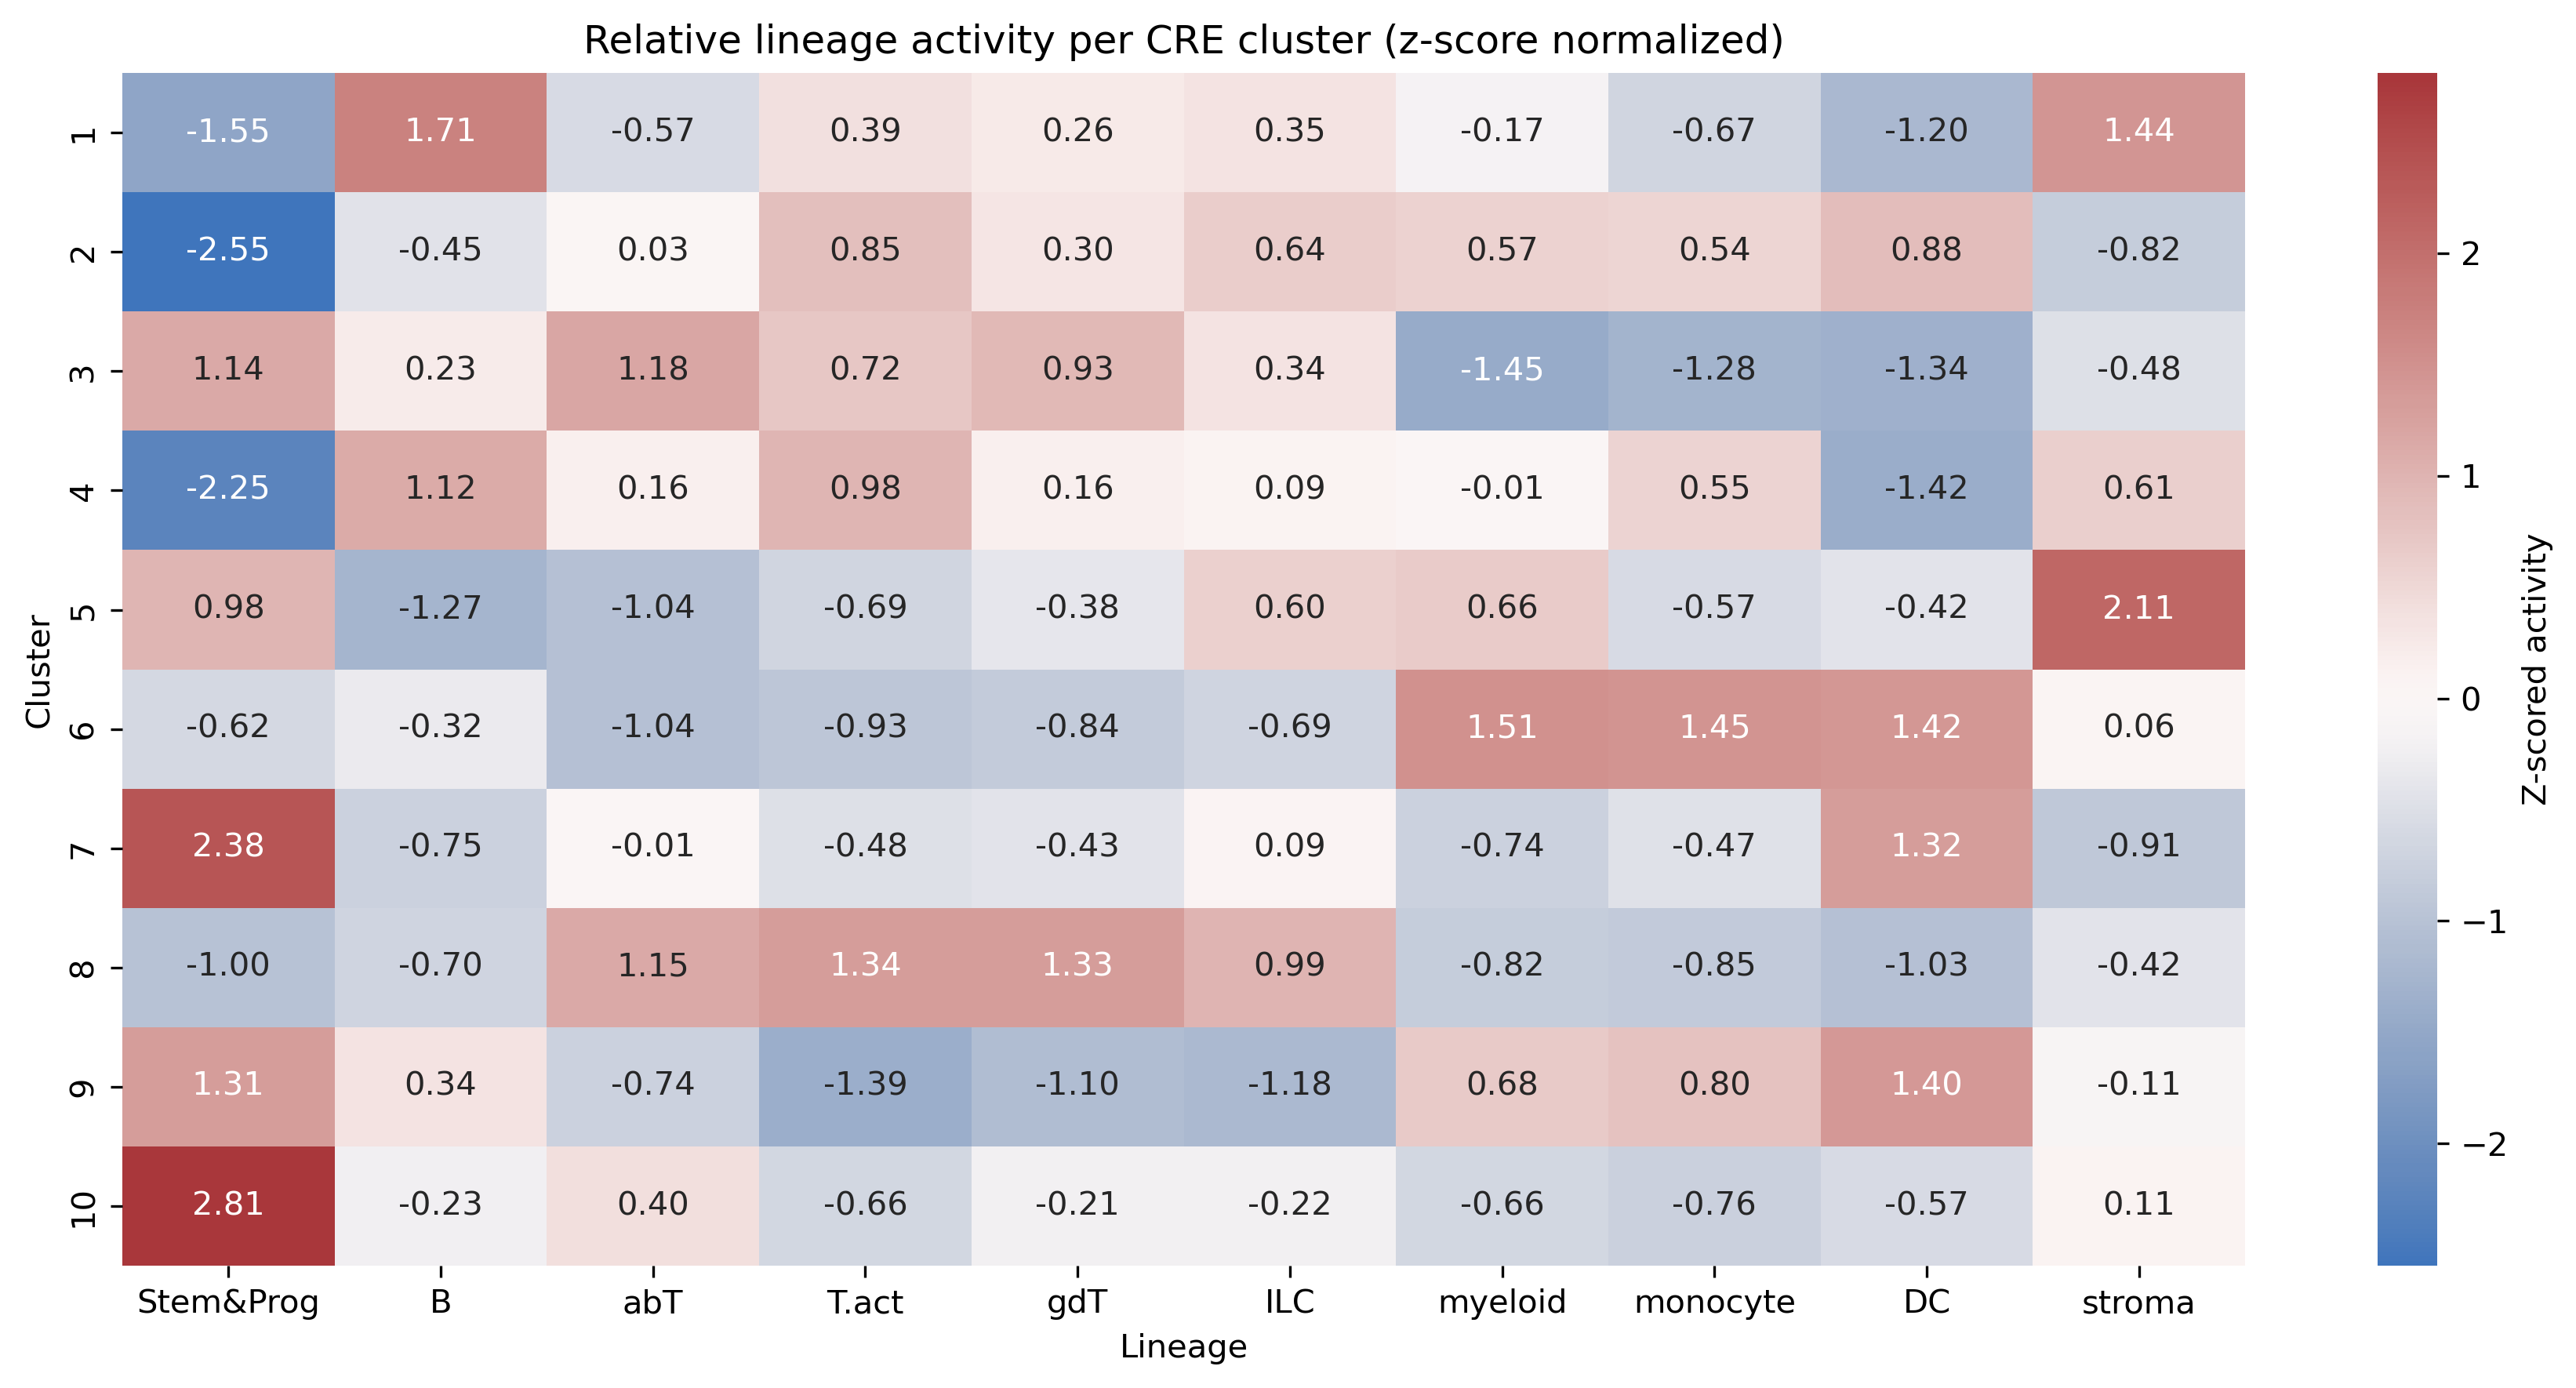 Relative lineage activity per CRE cluster (z-score normalized)
Cluster
1 -1.55 1.71 -0.57 0.39 0.26 0.35 -0.17 -0.67 -1.20 1.44
2 -2.55 -0.45 0.03 0.85 0.30 0.64 0.57 0.54 0.88 -0.82
3 1.14 0.23 1.18 0.72 0.93 0.34 -1.45 -1.28 -1.34 -0.48
4 -2.25 1.12 0.16 0.98 0.16 0.09 -0.01 0.55 -1.42 0.61
5 0.98 -1.27 -1.04 -0.69 -0.38 0.60 0.66 -0.57 -0.42 2.11
6 -0.62 -0.32 -1.04 -0.93 -0.84 -0.69 1.51 1.45 1.42 0.06
7 2.38 -0.75 -0.01 -0.48 -0.43 0.09 -0.74 -0.47 1.32 -0.91
8 -1.00 -0.70 1.15 1.34 1.33 0.99 -0.82 -0.85 -1.03 -0.42
9 1.31 0.34 -0.74 -1.39 -1.10 -1.18 0.68 0.80 1.40 -0.11
10 2.81 -0.23 0.40 -0.66 -0.21 -0.22 -0.66 -0.76 -0.57 0.11
Stem&Prog B abT T.act gdT ILC myeloid monocyte DC stroma
Lineage
2
1
0
−1
−2
Z-scored activity